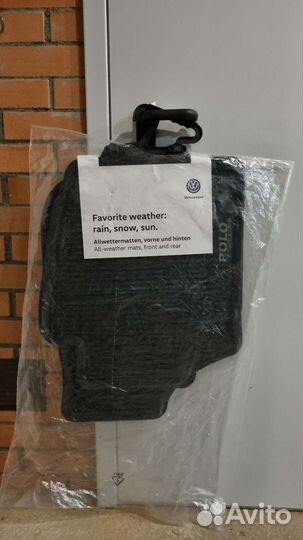 Volkswagen
Favorite weather:
rain, snow, sun.
Allwettermatten, vorne und hinten
All-weather mats, front and rear
POLO
Avito